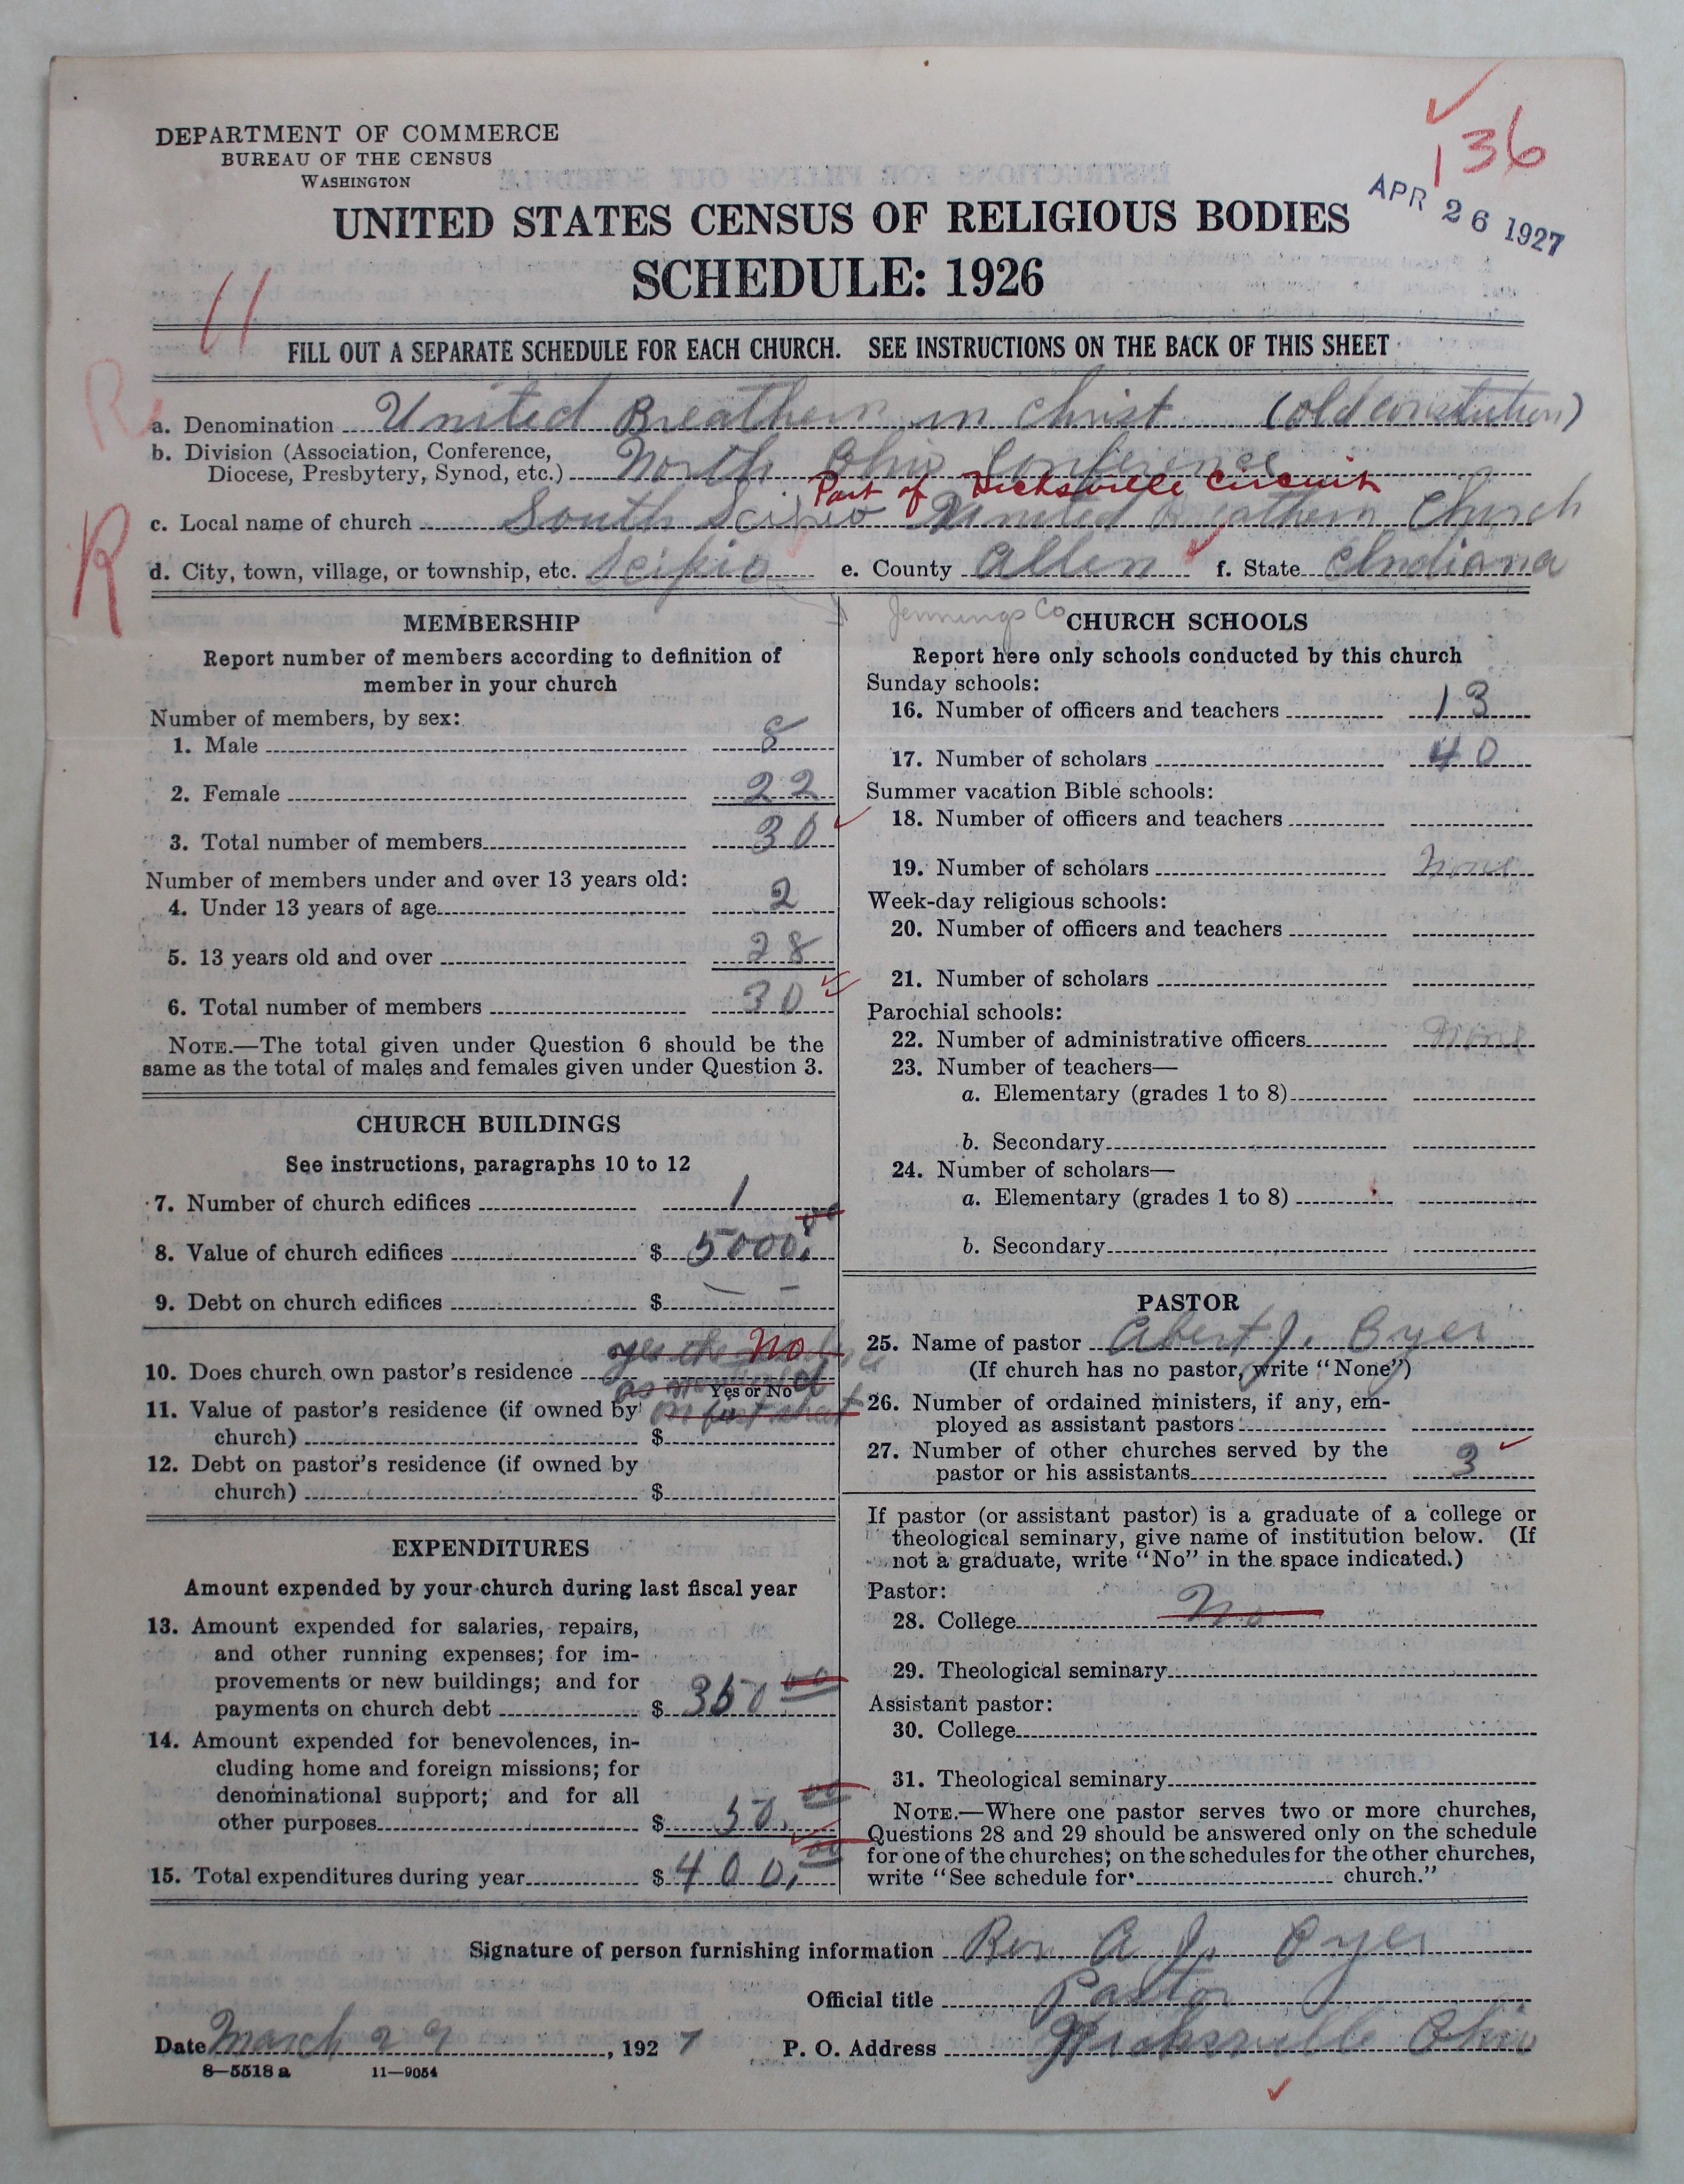 136
APR 26 1927
DEPARTMENT OF COMMERCE
BUREAU OF THE CENSUS
WASHINGTON
UNITED STATES CENSUS OF RELIGIOUS BODIES
SCHEDULE: 1926
11
FILL OUT A SEPARATE SCHEDULE FOR EACH CHURCH. SEE INSTRUCTIONS ON THE BACK OF THIS SHEET
R
a. Denomination United Breathern in Christ (old constution)
b. Division (Association, Conference,
Diocese, Presbytery, Synod, etc.) North Ohio Conference
Part of Hicksville Circuit
c. Local name of church South Scipio United Breathern Church
R
d. City, town, village, or township, etc. Scipio e. County Allen f. State Indiana
Jennings Co
MEMBERSHIP
Report number of members according to definition of
member in your church
Number of members, by sex:
1. Male 8
2. Female 22
3. Total number of members 30
Number of members under and over 13 years old:
4. Under 13 years of age 2
5. 13 years old and over 28
6. Total number of members 30
NOTE.—The total given under Question 6 should be the
same as the total of males and females given under Question 3.
CHURCH BUILDINGS
See instructions, paragraphs 10 to 12
7. Number of church edifices 1
8. Value of church edifices $ 5000.00
9. Debt on church edifices $ — —
yes the No
10. Does church own pastor's residence
Yes or No
as
11. Value of pastor's residence (if owned by
church) $
on first sheet
12. Debt on pastor's residence (if owned by
church) $
EXPENDITURES
Amount expended by your church during last fiscal year
13. Amount expended for salaries, repairs,
and other running expenses; for im-
provements or new buildings; and for
payments on church debt $ 350 00
14. Amount expended for benevolences, in-
cluding home and foreign missions; for
denominational support; and for all
other purposes $ 50.00
15. Total expenditures during year $ 400.00
CHURCH SCHOOLS
Report here only schools conducted by this church
Sunday schools:
16. Number of officers and teachers 13
17. Number of scholars 40
Summer vacation Bible schools:
18. Number of officers and teachers
19. Number of scholars None
Week-day religious schools:
20. Number of officers and teachers
21. Number of scholars
Parochial schools:
22. Number of administrative officers None
23. Number of teachers—
a. Elementary (grades 1 to 8)
b. Secondary
24. Number of scholars—
a. Elementary (grades 1 to 8)
b. Secondary
PASTOR
25. Name of pastor Abert J. Byer
(If church has no pastor, write "None")
26. Number of ordained ministers, if any, em-
ployed as assistant pastors
27. Number of other churches served by the
pastor or his assistants 3
If pastor (or assistant pastor) is a graduate of a college or
theological seminary, give name of institution below. (If
not a graduate, write "No" in the space indicated.)
Pastor:
28. College No
29. Theological seminary
Assistant pastor:
30. College
31. Theological seminary
NOTE.—Where one pastor serves two or more churches,
Questions 28 and 29 should be answered only on the schedule
for one of the churches; on the schedules for the other churches,
write "See schedule for church."
Signature of person furnishing information Rev. A J. Byer
Official title Pastor
Date March 29, 1927 P. O. Address Hicksville Ohio
8—5518 a 11—9054